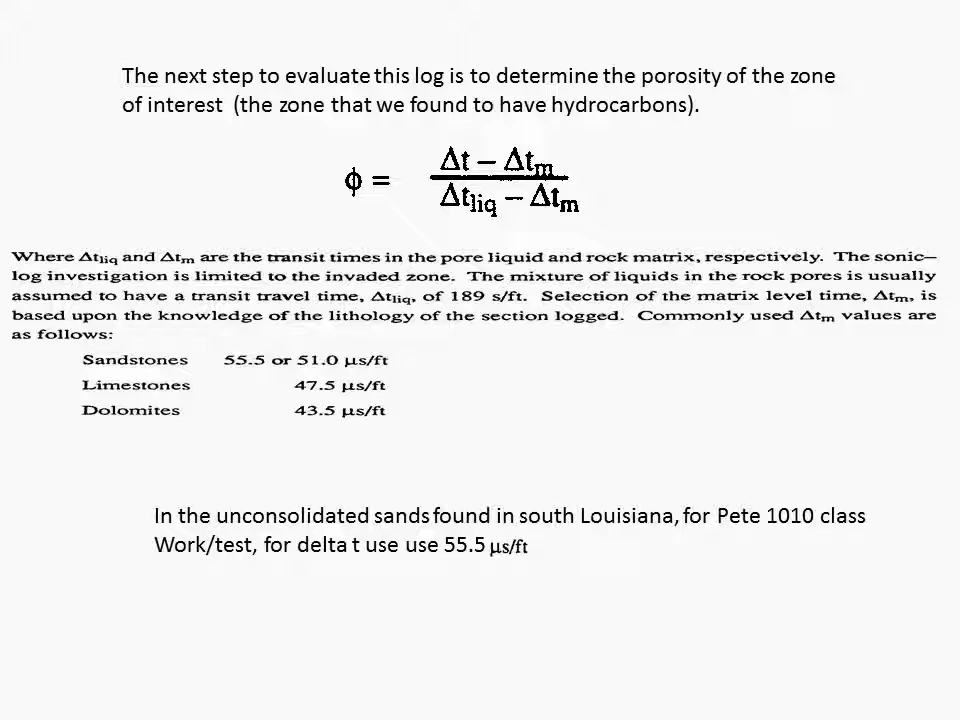 The next step to evaluate this log is to determine the porosity of the zone
of interest (the zone that we found to have hydrocarbons).
ϕ = (Δt – Δtm) / (Δtliq – Δtm)
Where Δtliq and Δtm are the transit times in the pore liquid and rock matrix, respectively. The sonic–
log investigation is limited to the invaded zone. The mixture of liquids in the rock pores is usually
assumed to have a transit travel time, Δtliq, of 189 s/ft. Selection of the matrix level time, Δtm, is
based upon the knowledge of the lithology of the section logged. Commonly used Δtm values are
as follows:
Sandstones 55.5 or 51.0 μs/ft
Limestones 47.5 μs/ft
Dolomites 43.5 μs/ft
In the unconsolidated sands found in south Louisiana, for Pete 1010 class
Work/test, for delta t use use 55.5 μs/ft